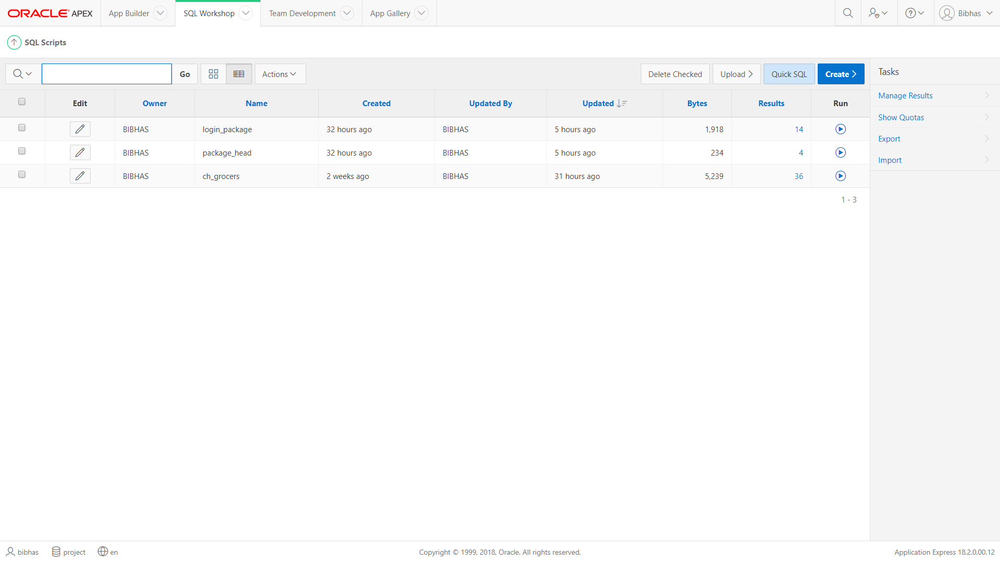 ORACLE APEX App Builder SQL Workshop Team Development App Gallery Bibhas
SQL Scripts
Go Actions Delete Checked Upload Quick SQL Create
Tasks
Manage Results
Show Quotas
Export
Import
Edit Owner Name Created Updated By Updated Bytes Results Run
BIBHAS login_package 32 hours ago BIBHAS 5 hours ago 1,918 14
BIBHAS package_head 32 hours ago BIBHAS 5 hours ago 234 4
BIBHAS ch_grocers 2 weeks ago BIBHAS 31 hours ago 5,239 36
1 - 3
bibhas project en Copyright © 1999, 2018, Oracle. All rights reserved. Application Express 18.2.0.00.12